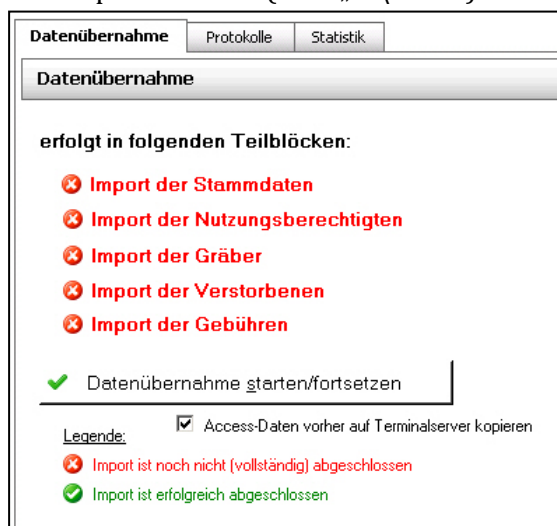 Datenübernahme Protokolle Statistik
Datenübernahme
erfolgt in folgenden Teilblöcken:
Import der Stammdaten
Import der Nutzungsberechtigten
Import der Gräber
Import der Verstorbenen
Import der Gebühren
Datenübernahme starten/fortsetzen
Access-Daten vorher auf Terminalserver kopieren
Legende:
Import ist noch nicht (vollständig) abgeschlossen
Import ist erfolgreich abgeschlossen